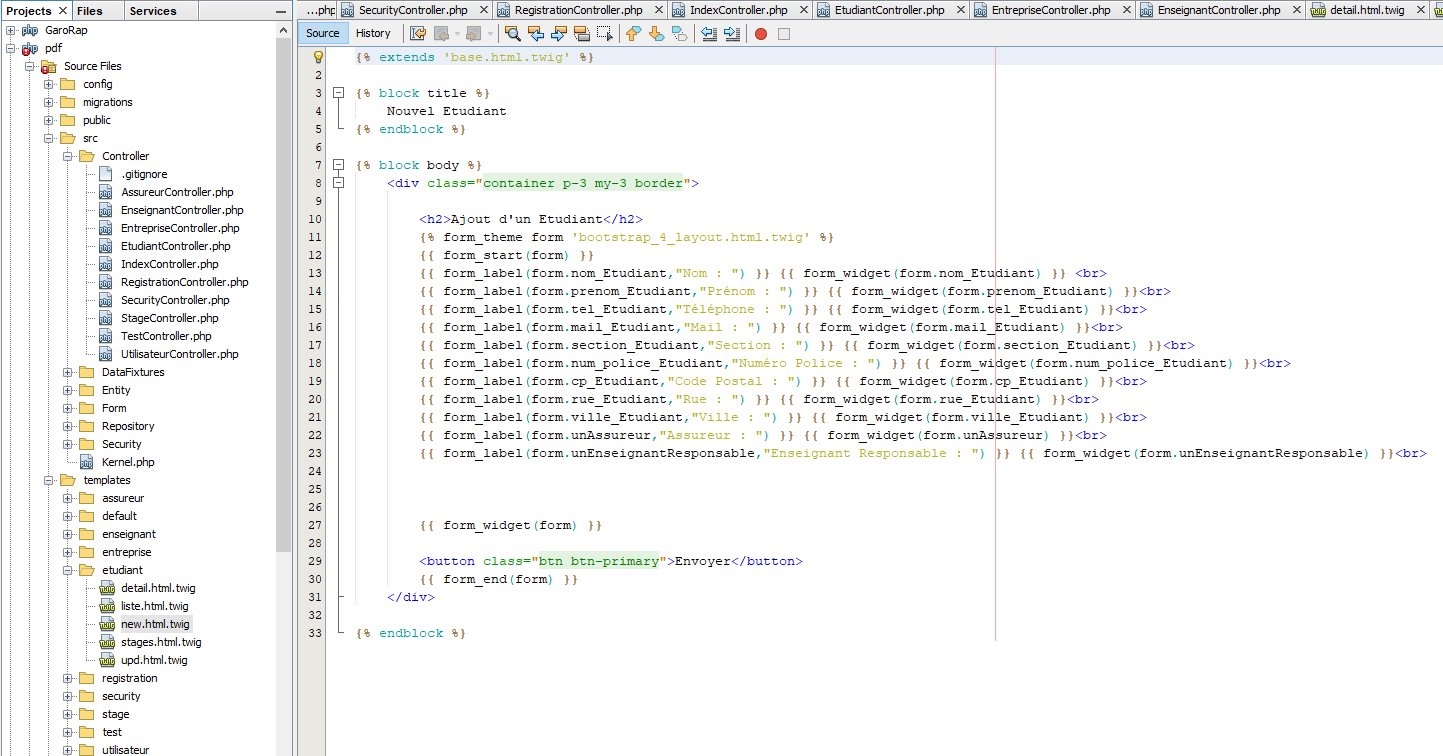 Projects Files Services
GaroRap
pdf
Source Files
config
migrations
public
src
Controller
.gitignore
AssureurController.php
EnseignantController.php
EntrepriseController.php
EtudiantController.php
IndexController.php
RegistrationController.php
SecurityController.php
StageController.php
TestController.php
UtilisateurController.php
DataFixtures
Entity
Form
Repository
Security
Kernel.php
templates
assureur
default
enseignant
entreprise
etudiant
detail.html.twig
liste.html.twig
new.html.twig
stages.html.twig
upd.html.twig
registration
security
stage
test
utilisateur
...php SecurityController.php RegistrationController.php IndexController.php EtudiantController.php EntrepriseController.php EnseignantController.php detail.html.twig
Source History
1 {% extends 'base.html.twig' %}
2
3 {% block title %}
4 Nouvel Etudiant
5 {% endblock %}
6
7 {% block body %}
8 <div class="container p-3 my-3 border">
9
10 <h2>Ajout d'un Etudiant</h2>
11 {% form_theme form 'bootstrap_4_layout.html.twig' %}
12 {{ form_start(form) }}
13 {{ form_label(form.nom_Etudiant,"Nom : ") }} {{ form_widget(form.nom_Etudiant) }} <br>
14 {{ form_label(form.prenom_Etudiant,"Prénom : ") }} {{ form_widget(form.prenom_Etudiant) }}<br>
15 {{ form_label(form.tel_Etudiant,"Téléphone : ") }} {{ form_widget(form.tel_Etudiant) }}<br>
16 {{ form_label(form.mail_Etudiant,"Mail : ") }} {{ form_widget(form.mail_Etudiant) }}<br>
17 {{ form_label(form.section_Etudiant,"Section : ") }} {{ form_widget(form.section_Etudiant) }}<br>
18 {{ form_label(form.num_police_Etudiant,"Numéro Police : ") }} {{ form_widget(form.num_police_Etudiant) }}<br>
19 {{ form_label(form.cp_Etudiant,"Code Postal : ") }} {{ form_widget(form.cp_Etudiant) }}<br>
20 {{ form_label(form.rue_Etudiant,"Rue : ") }} {{ form_widget(form.rue_Etudiant) }}<br>
21 {{ form_label(form.ville_Etudiant,"Ville : ") }} {{ form_widget(form.ville_Etudiant) }}<br>
22 {{ form_label(form.unAssureur,"Assureur : ") }} {{ form_widget(form.unAssureur) }}<br>
23 {{ form_label(form.unEnseignantResponsable,"Enseignant Responsable : ") }} {{ form_widget(form.unEnseignantResponsable) }}<br>
24
25
26
27 {{ form_widget(form) }}
28
29 <button class="btn btn-primary">Envoyer</button>
30 {{ form_end(form) }}
31 </div>
32
33 {% endblock %}